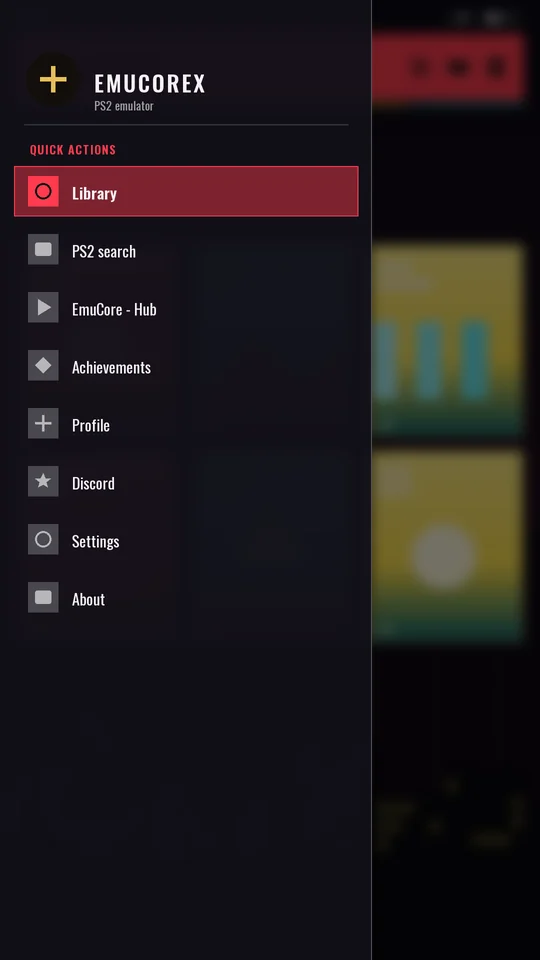 EMUCOREX
PS2 emulator
QUICK ACTIONS
Library
PS2 search
EmuCore - Hub
Achievements
Profile
Discord
Settings
About